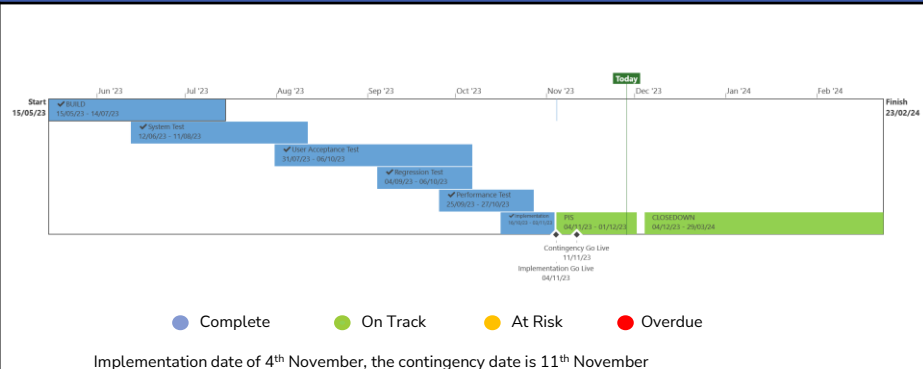 Today
Jun '23 Jul '23 Aug '23 Sep '23 Oct '23 Nov '23 Dec '23 Jan '24 Feb '24
Start
15/05/23
Finish
23/02/24
✔BUILD
15/05/23 - 14/07/23
✔System Test
12/06/23 - 11/08/23
✔User Acceptance Test
31/07/23 - 06/10/23
✔Regression Test
04/09/23 - 06/10/23
✔Performance Test
25/09/23 - 27/10/23
✔Implementation
PIS
04/11/23 - 01/12/23
CLOSEDOWN
04/12/23 - 29/03/24
Contingency Go Live
11/11/23
Implementation Go Live
04/11/23
Complete On Track At Risk Overdue
Implementation date of 4th November, the contingency date is 11th November